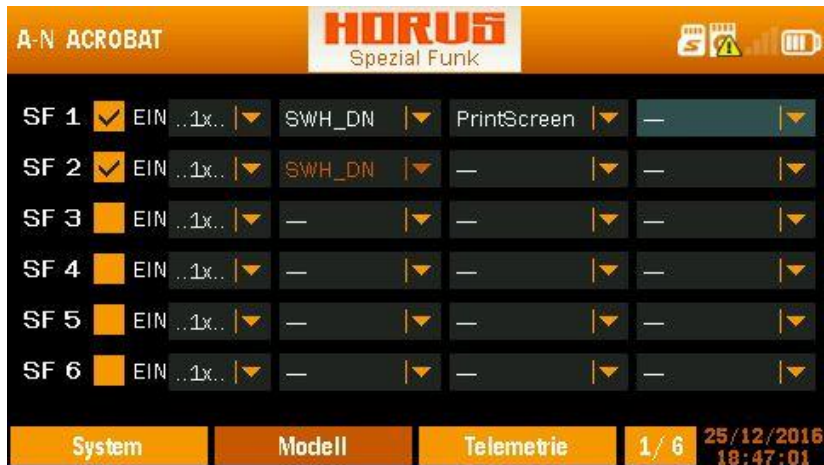 A-N ACROBAT
HORUS
Spezial Funk
SF 1 EIN ..1x.. SWH_DN PrintScreen —
SF 2 EIN ..1x.. SWH_DN — —
SF 3 EIN ..1x.. — — —
SF 4 EIN ..1x.. — — —
SF 5 EIN ..1x.. — — —
SF 6 EIN ..1x.. — — —
System Modell Telemetrie 1/ 6 25/12/2016
18:47:01